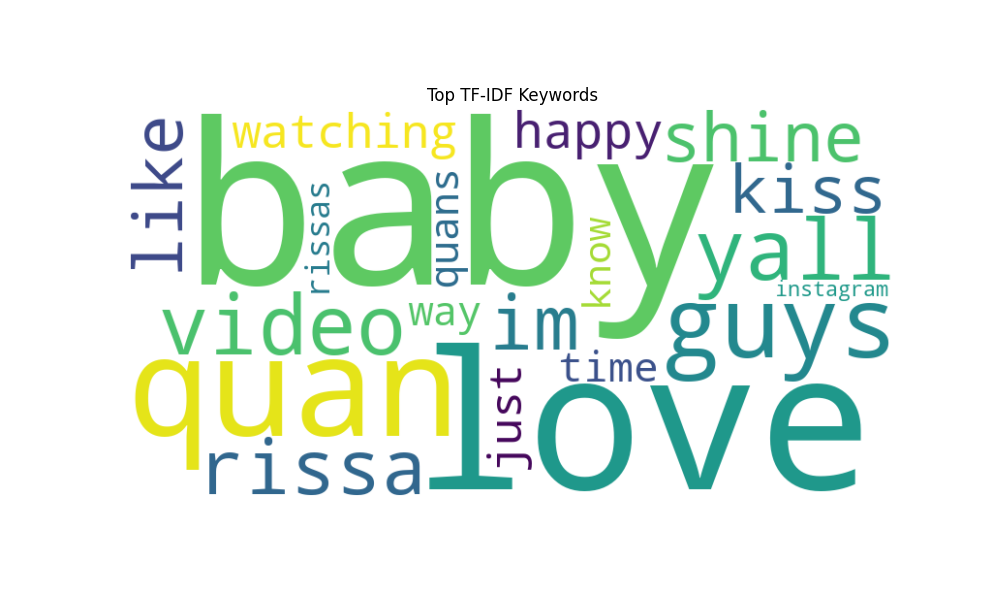 Top TF-IDF Keywords
like
watching
baby
happy
shine
kiss
rissas
quans
know
yall
instagram
video
way
im
guys
quan
time
just
love
rissa